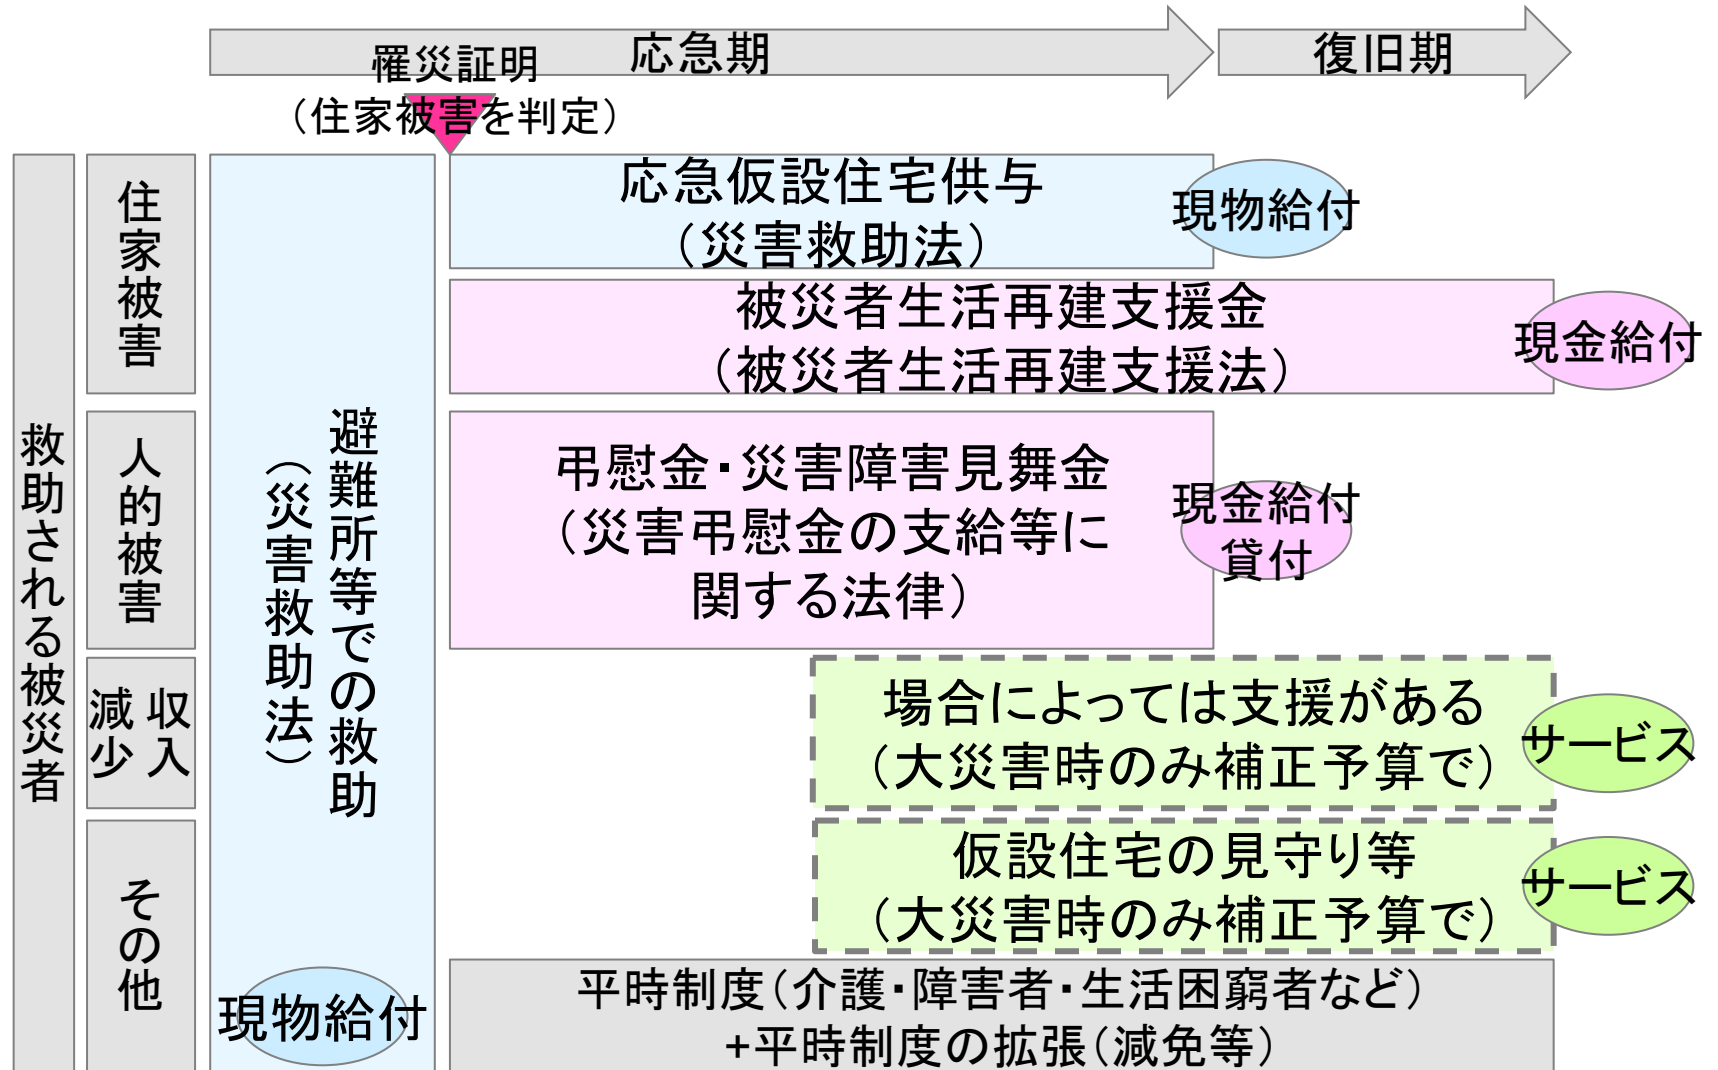 応急期
復旧期
罹災証明
（住家被害を判定）
救助される被災者
住家被害
人的被害
収入
減少
その他
避難所等での救助
（災害救助法）
現物給付
応急仮設住宅供与
（災害救助法）
現物給付
被災者生活再建支援金
（被災者生活再建支援法）
現金給付
弔慰金・災害障害見舞金
（災害弔慰金の支給等に
関する法律）
現金給付
貸付
場合によっては支援がある
（大災害時のみ補正予算で）
サービス
仮設住宅の見守り等
（大災害時のみ補正予算で）
サービス
平時制度（介護・障害者・生活困窮者など）
+平時制度の拡張（減免等）